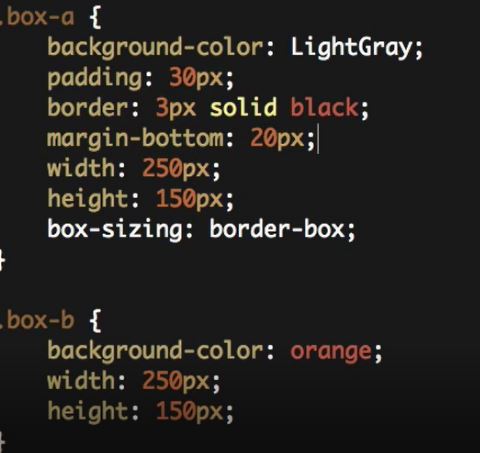 .box-a {
    background-color: LightGray;
    padding: 30px;
    border: 3px solid black;
    margin-bottom: 20px;
    width: 250px;
    height: 150px;
    box-sizing: border-box;
}

.box-b {
    background-color: orange;
    width: 250px;
    height: 150px;
}